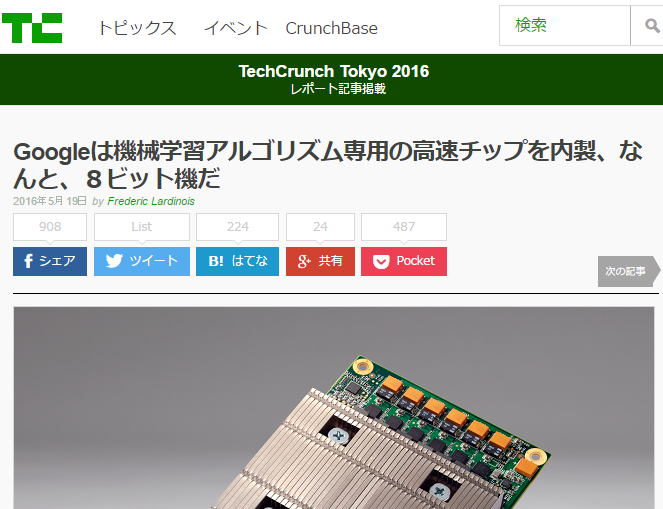 TC
トピックス イベント CrunchBase 検索
TechCrunch Tokyo 2016
レポート記事掲載
Googleは機械学習アルゴリズム専用の高速チップを内製、な
んと、８ビット機だ
2016年5月 19日 by Frederic Lardinois
908 List 224 24 487
f シェア ツイート B! はてな g+ 共有 Pocket
次の記事